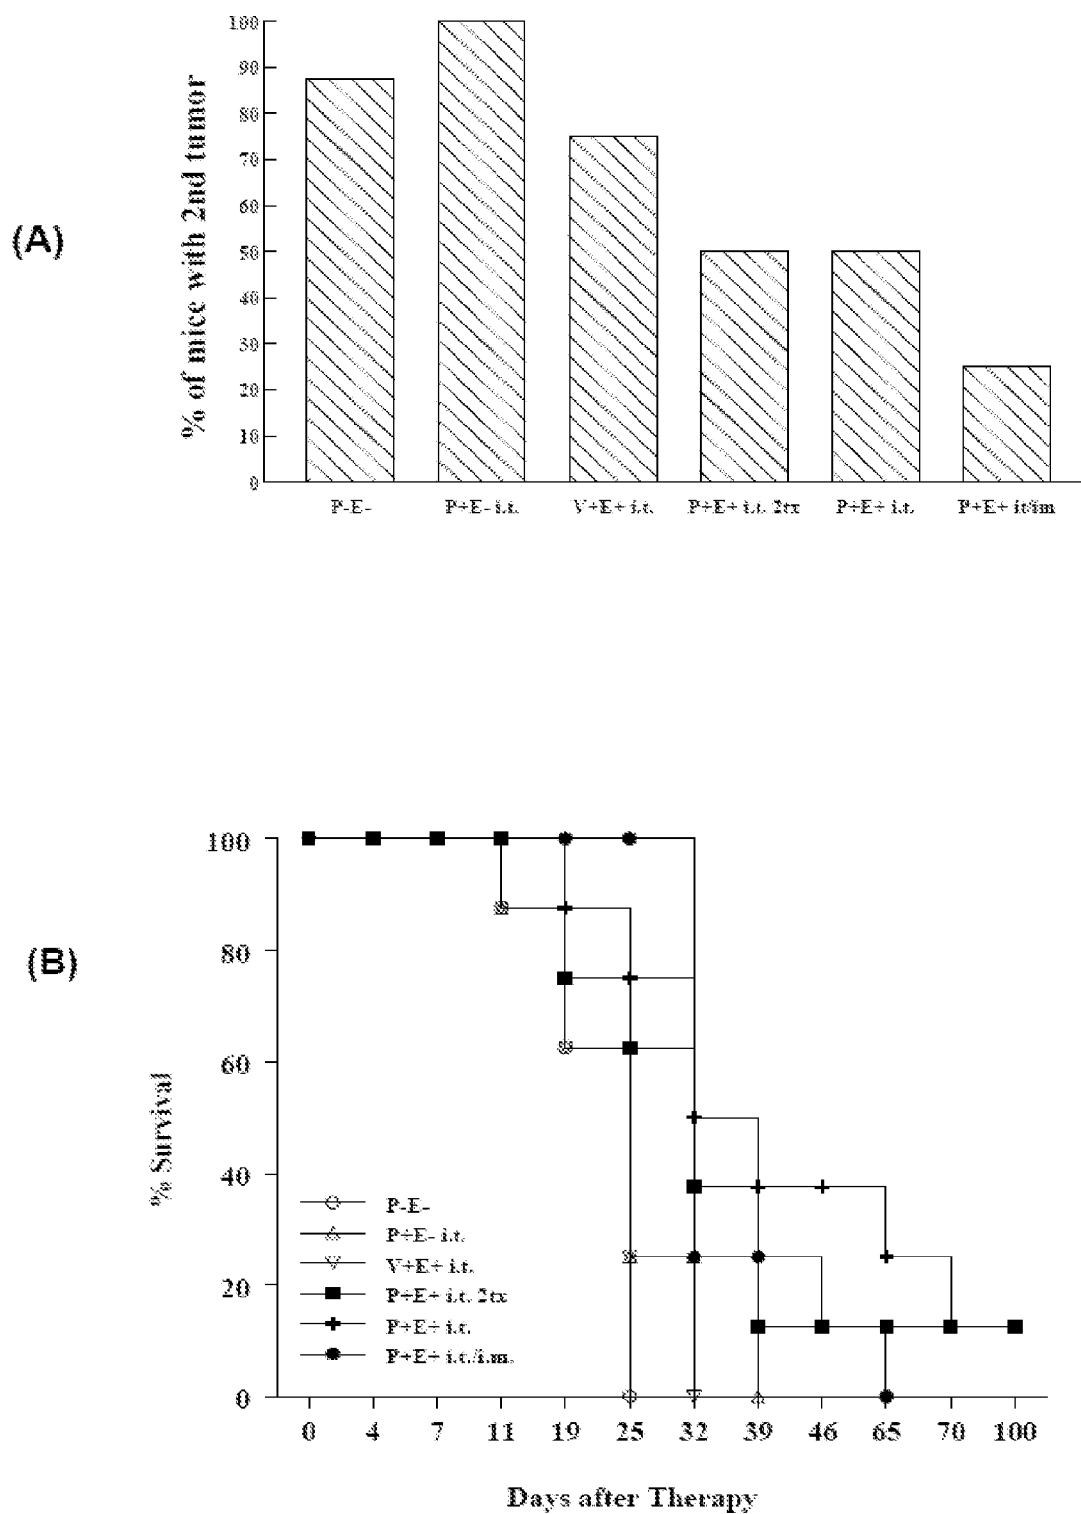 (A)
% of mice with 2nd tumor
100
90
80
70
60
50
40
30
20
10
0
P-E- P+E- i.t. V+E+ i.t. P+E+ i.t. 2tx P+E+ i.t. P+E+ it/im
(B)
% Survival
100
80
60
40
20
0
P-E-
P+E- i.t.
V+E+ i.t.
P+E+ i.t. 2tx
P+E+ i.t.
P+E+ i.t./i.m.
0 4 7 11 19 25 32 39 46 65 70 100
Days after Therapy